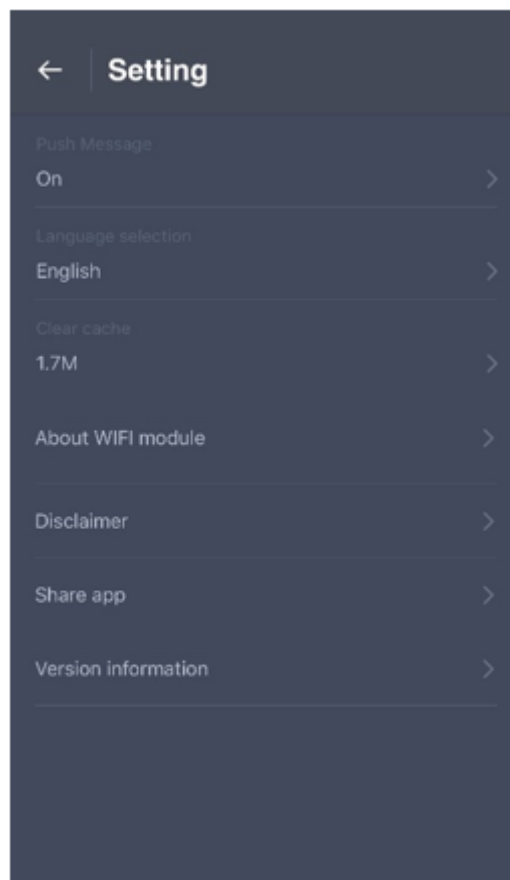 Setting
Push Message
On
Language selection
English
Clear cache
1.7M
About WIFI module
Disclaimer
Share app
Version information